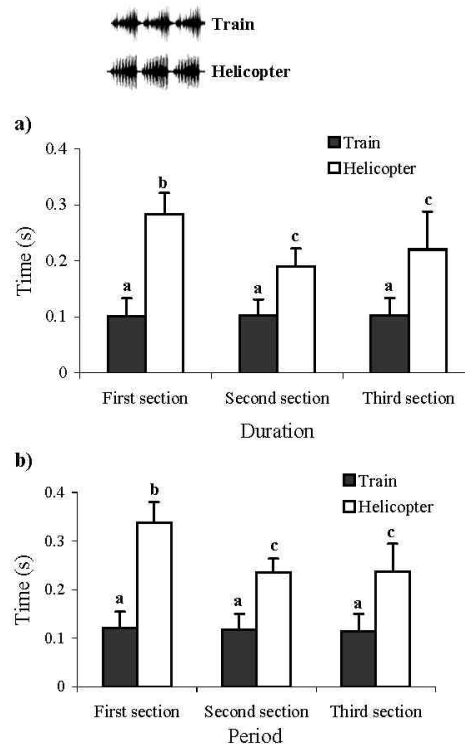 Train
Helicopter
a)
Train
Helicopter
0.4
0.3
0.2
0.1
0
Time (s)
a
b
a
c
a
c
First section Second section Third section
Duration
b)
Train
Helicopter
0.4
0.3
0.2
0.1
0
Time (s)
a
b
a
c
a
c
First section Second section Third section
Period